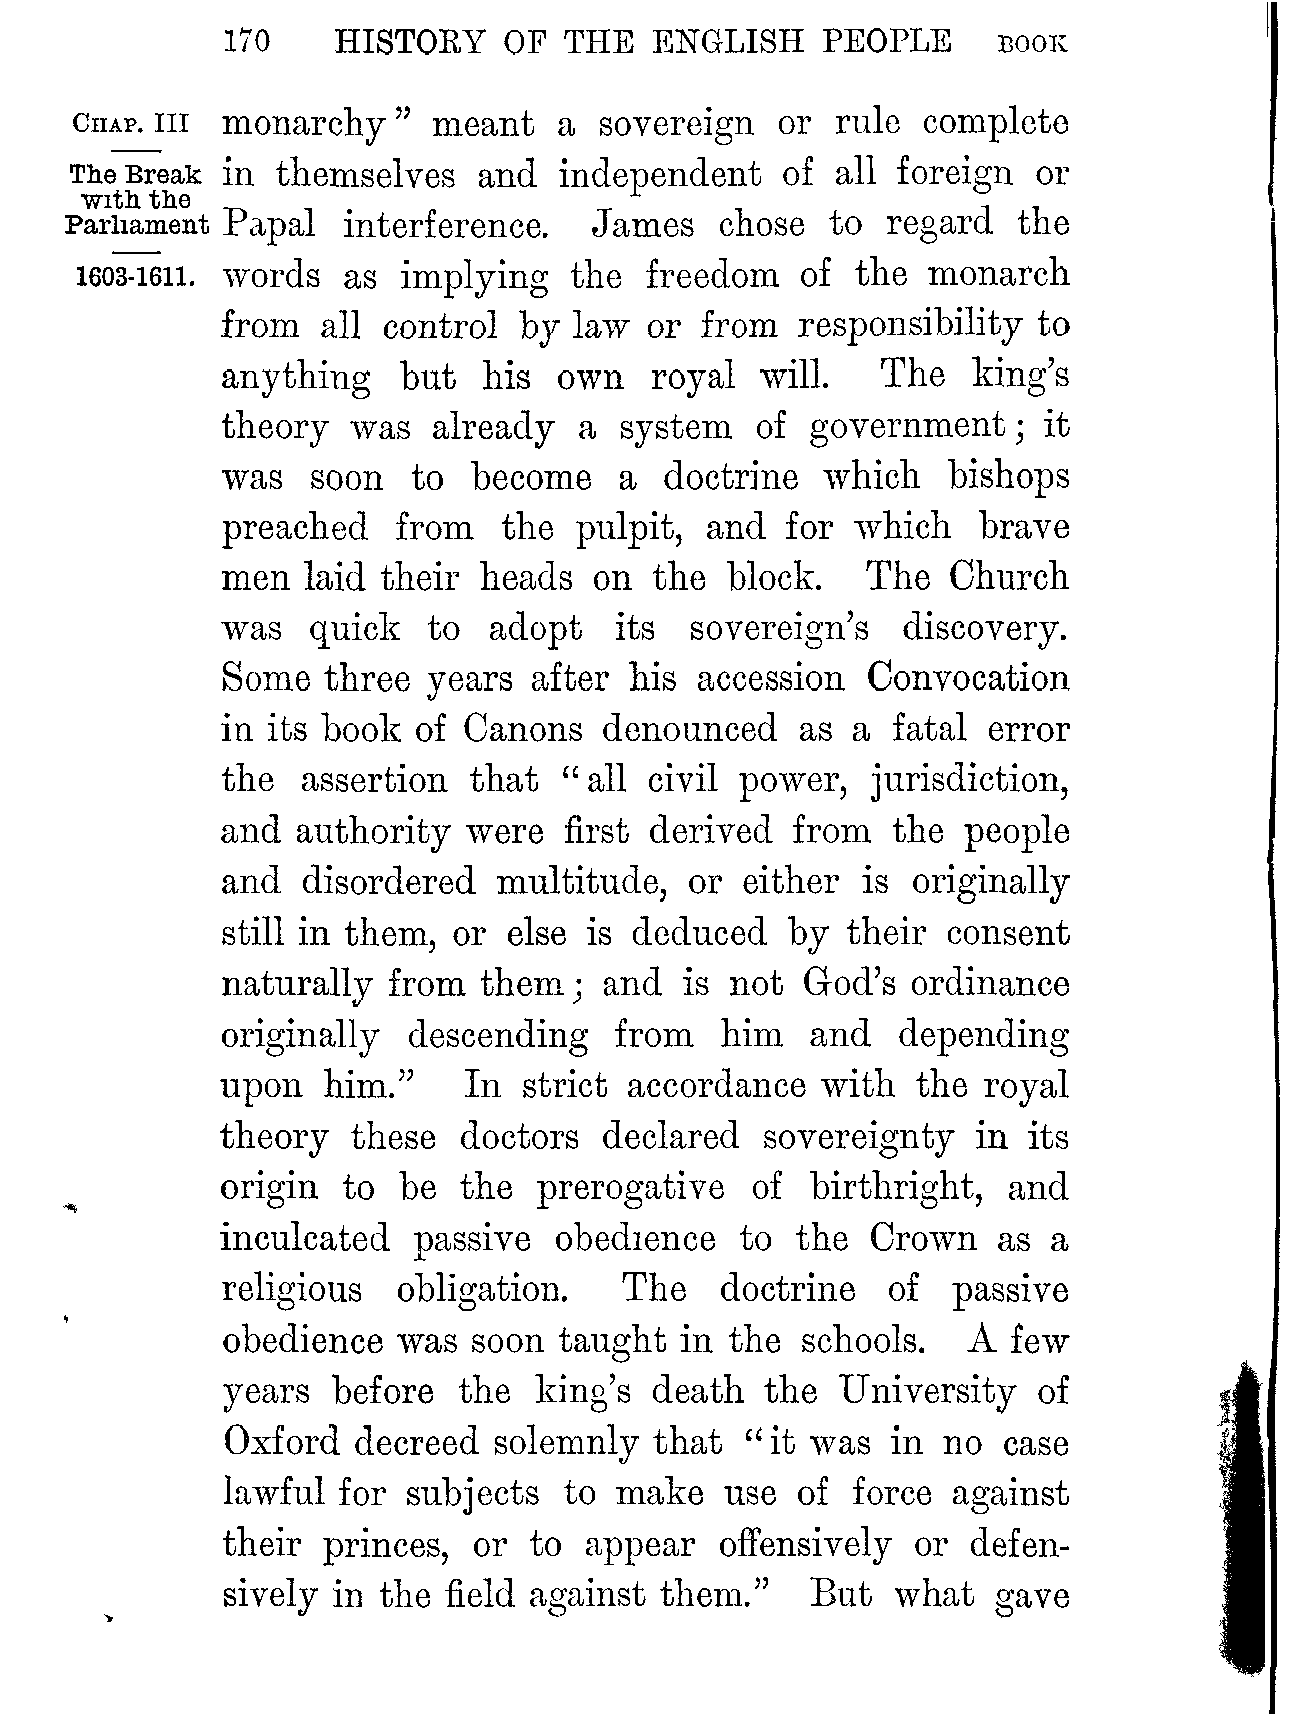 170 HISTORY OF THE ENGLISH PEOPLE BOOK
CHAP. III
The Break
with the
Parliament
1603-1611.
monarchy” meant a sovereign or rule complete
in themselves and independent of all foreign or
Papal interference. James chose to regard the
words as implying the freedom of the monarch
from all control by law or from responsibility to
anything but his own royal will. The king’s
theory was already a system of government; it
was soon to become a doctrine which bishops
preached from the pulpit, and for which brave
men laid their heads on the block. The Church
was quick to adopt its sovereign’s discovery.
Some three years after his accession Convocation
in its book of Canons denounced as a fatal error
the assertion that “all civil power, jurisdiction,
and authority were first derived from the people
and disordered multitude, or either is originally
still in them, or else is deduced by their consent
naturally from them; and is not God’s ordinance
originally descending from him and depending
upon him.” In strict accordance with the royal
theory these doctors declared sovereignty in its
origin to be the prerogative of birthright, and
inculcated passive obedience to the Crown as a
religious obligation. The doctrine of passive
obedience was soon taught in the schools. A few
years before the king’s death the University of
Oxford decreed solemnly that “it was in no case
lawful for subjects to make use of force against
their princes, or to appear offensively or defen-
sively in the field against them.” But what gave